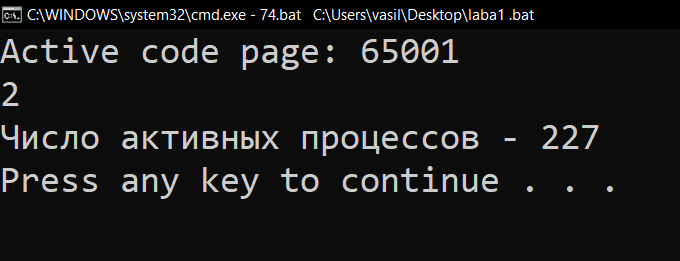 C:\WINDOWS\system32\cmd.exe - 74.bat C:\Users\vasil\Desktop\laba1 .bat
Active code page: 65001
2
Число активных процессов - 227
Press any key to continue . . .